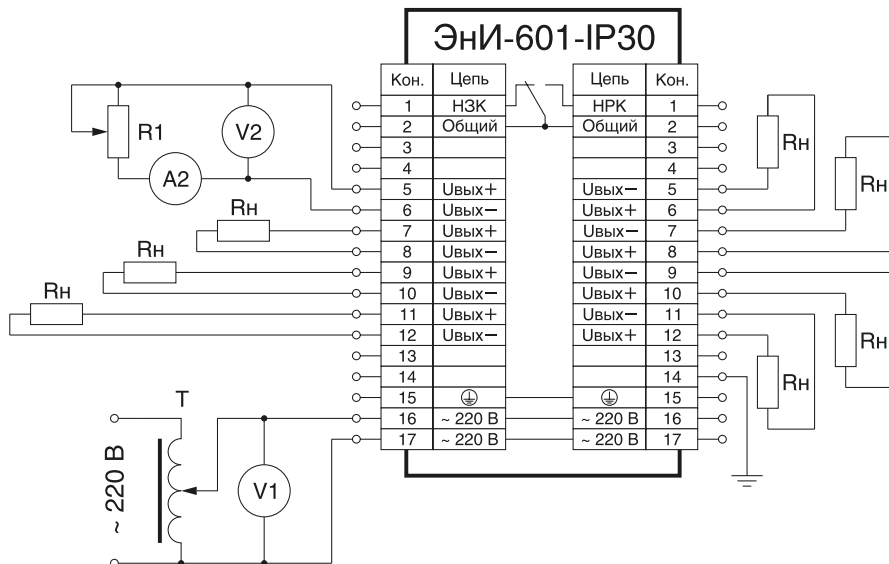 ЭнИ-601-IP30
Кон. Цепь Цепь Кон.
1 НЗК НРК 1
2 Общий Общий 2
3 3
4 4
5 Uвых+ Uвых− 5
6 Uвых− Uвых+ 6
7 Uвых+ Uвых− 7
8 Uвых− Uвых+ 8
9 Uвых+ Uвых− 9
10 Uвых− Uвых+ 10
11 Uвых+ Uвых− 11
12 Uвых− Uвых+ 12
13 13
14 14
15 15
16 ~ 220 В ~ 220 В 16
17 ~ 220 В ~ 220 В 17
R1
V2
A2
Rн
Rн
Rн
T
~ 220 В
V1
Rн
Rн
Rн
Rн